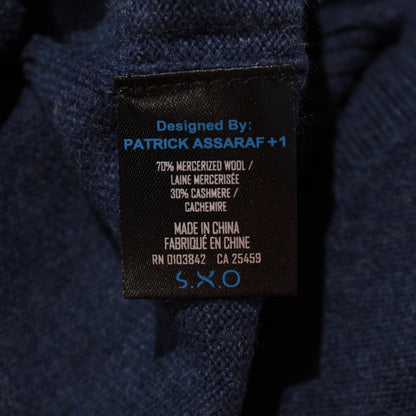 Designed By:
PATRICK ASSARAF +1
70% MERCERIZED WOOL /
LAINE MERCERISÉE
30% CASHMERE /
CACHEMIRE
MADE IN CHINA
FABRIQUÉ EN CHINE
RN 0103842 CA 25459
S.X.O